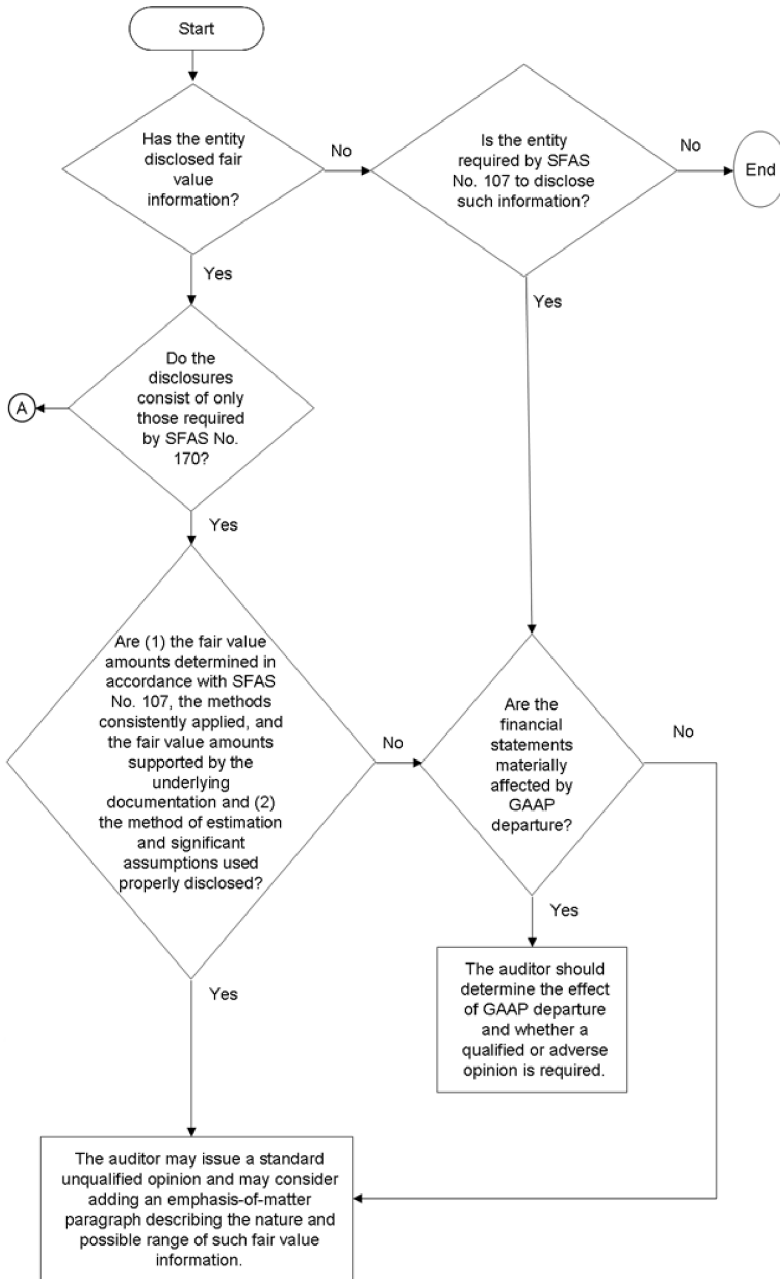 Start
Has the entity
disclosed fair
value
information?
No
Is the entity
required by SFAS
No. 107 to disclose
such information?
No
End
Yes
Yes
Do the
disclosures
consist of only
those required
by SFAS No.
170?
A
Yes
Are (1) the fair value
amounts determined in
accordance with SFAS
No. 107, the methods
consistently applied, and
the fair value amounts
supported by the
underlying
documentation and (2)
the method of estimation
and significant
assumptions used
properly disclosed?
No
Are the
financial
statements
materially
affected by
GAAP
departure?
No
Yes
Yes
The auditor should
determine the effect
of GAAP departure
and whether a
qualified or adverse
opinion is required.
The auditor may issue a standard
unqualified opinion and may consider
adding an emphasis-of-matter
paragraph describing the nature and
possible range of such fair value
information.